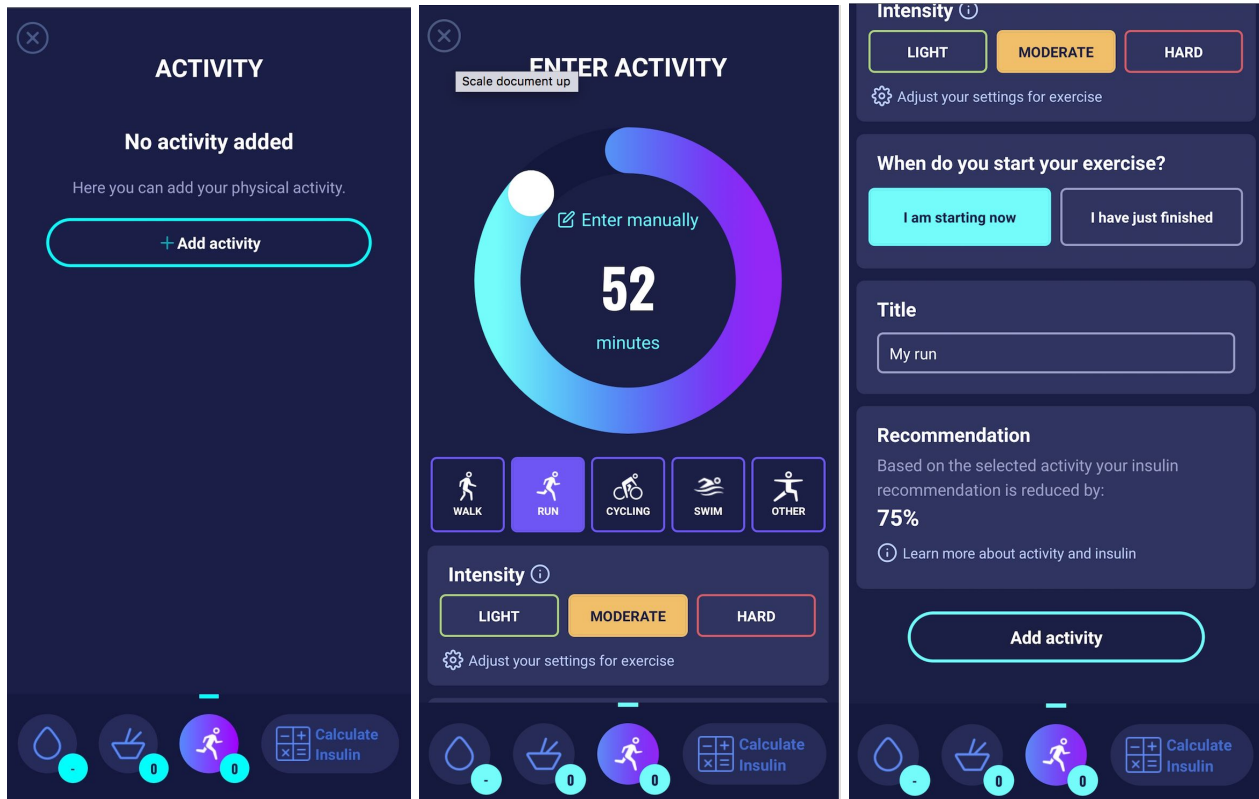 ACTIVITY
No activity added
Here you can add your physical activity.
+ Add activity
-
0
0
Calculate
Insulin
ENTER ACTIVITY
Scale document up
Enter manually
52
minutes
WALK
RUN
CYCLING
SWIM
OTHER
Intensity
LIGHT
MODERATE
HARD
Adjust your settings for exercise
-
0
0
Calculate
Insulin
Intensity
LIGHT
MODERATE
HARD
Adjust your settings for exercise
When do you start your exercise?
I am starting now
I have just finished
Title
My run
Recommendation
Based on the selected activity your insulin
recommendation is reduced by:
75%
Learn more about activity and insulin
Add activity
-
0
0
Calculate
Insulin